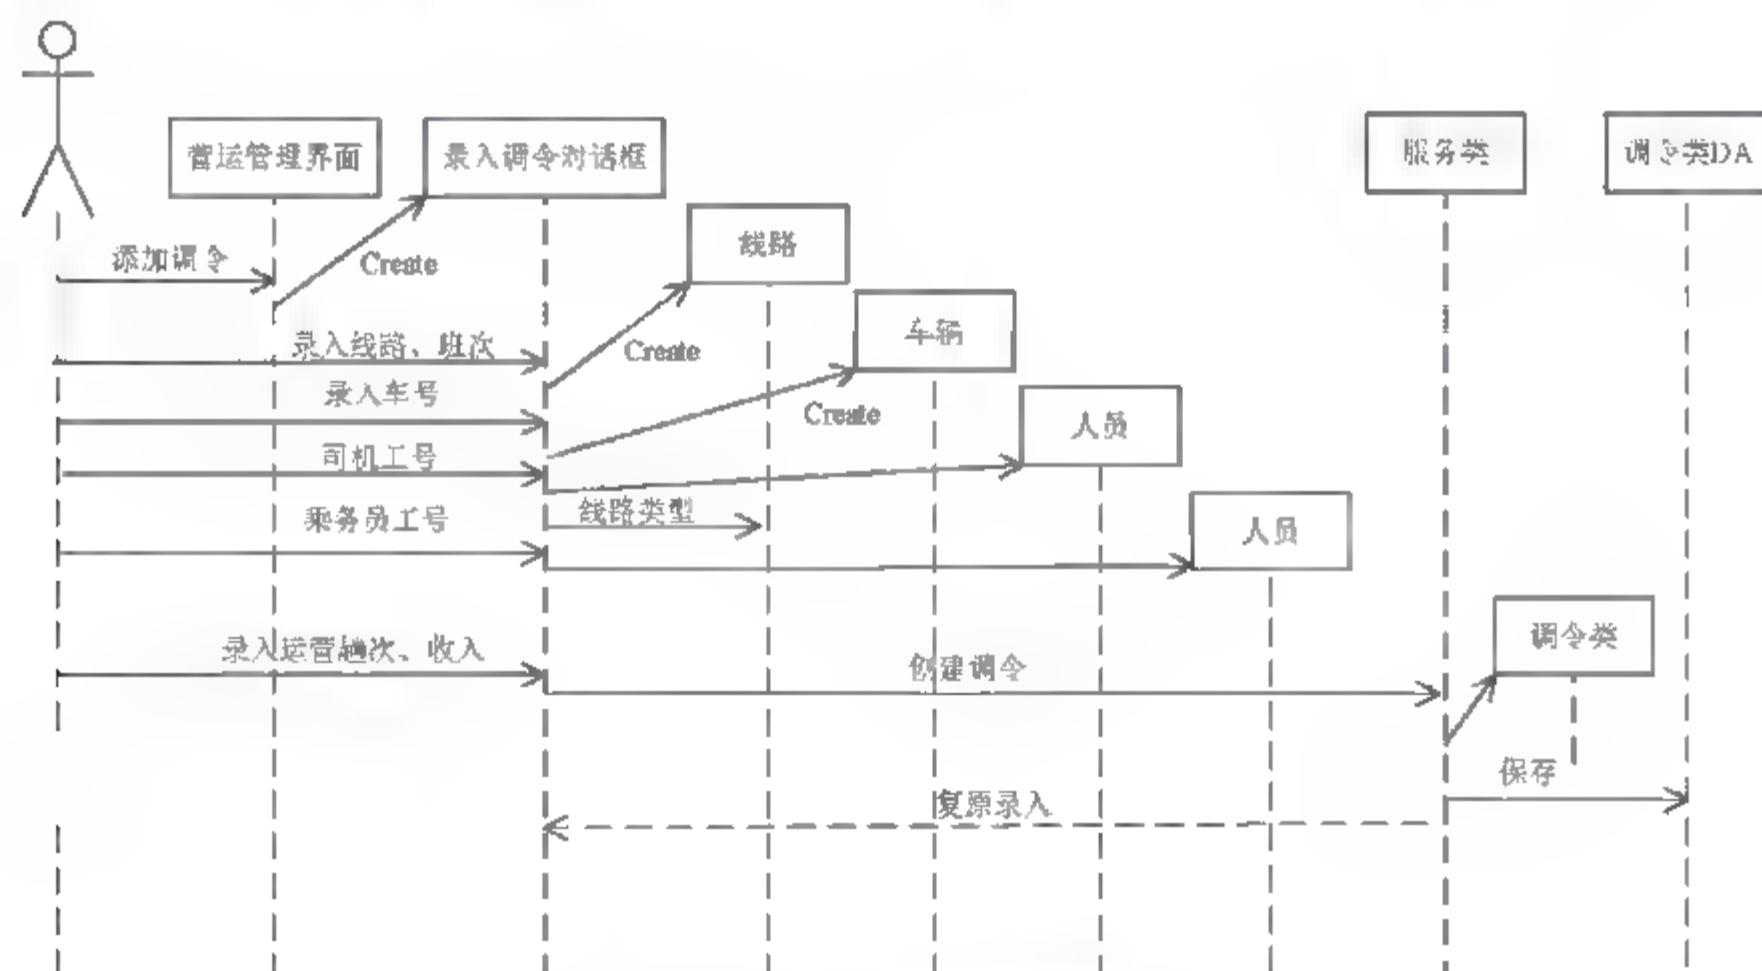 营运管理界面
录入调令对话框
服务类
调令类DA
线路
添加调令
Create
车辆
录入线路、班次
Create
录入车号
Create
人员
司机工号
线路类型
乘务员工号
人员
录入运营趟次、收入
创建调令
调令类
保存
复原录入